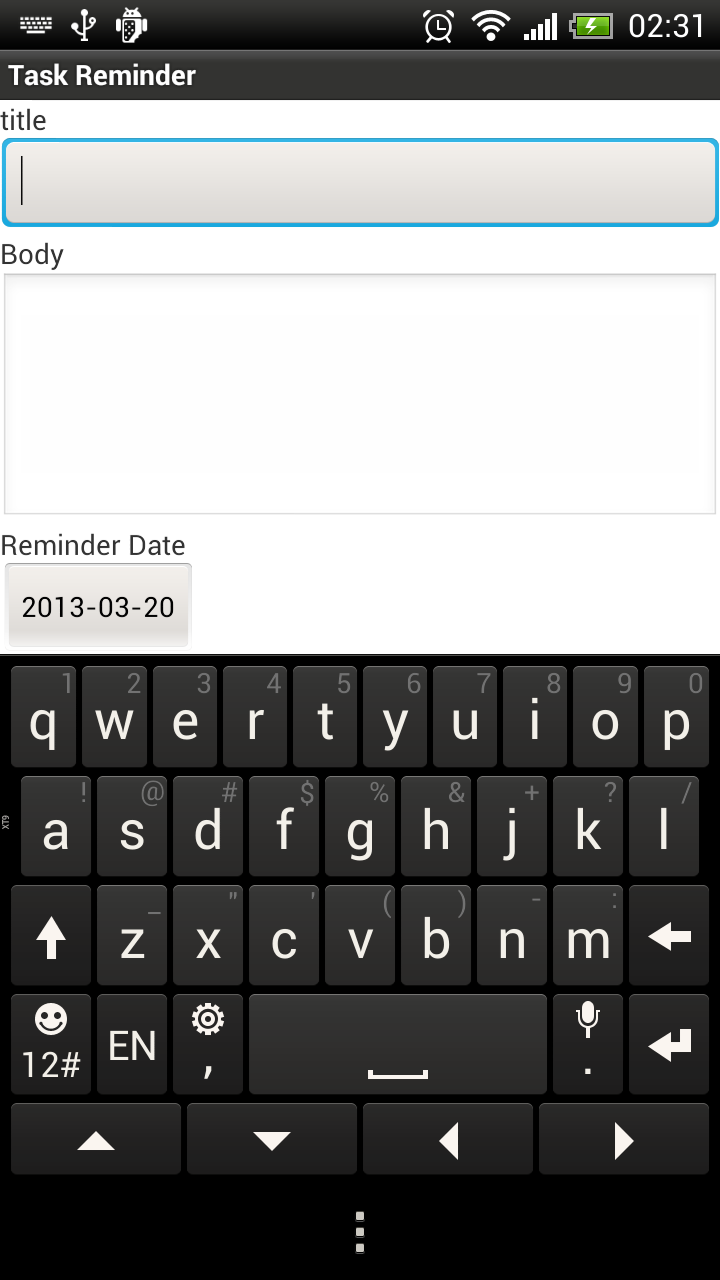 02:31
Task Reminder
title
Body
Reminder Date
2013-03-20
1 2 3 4 5 6 7 8 9 0
q w e r t y u i o p
! @ # $ % & + ? /
XT9
a s d f g h j k l
_ " ' ( ) - :
z x c v b n m
12# EN , .